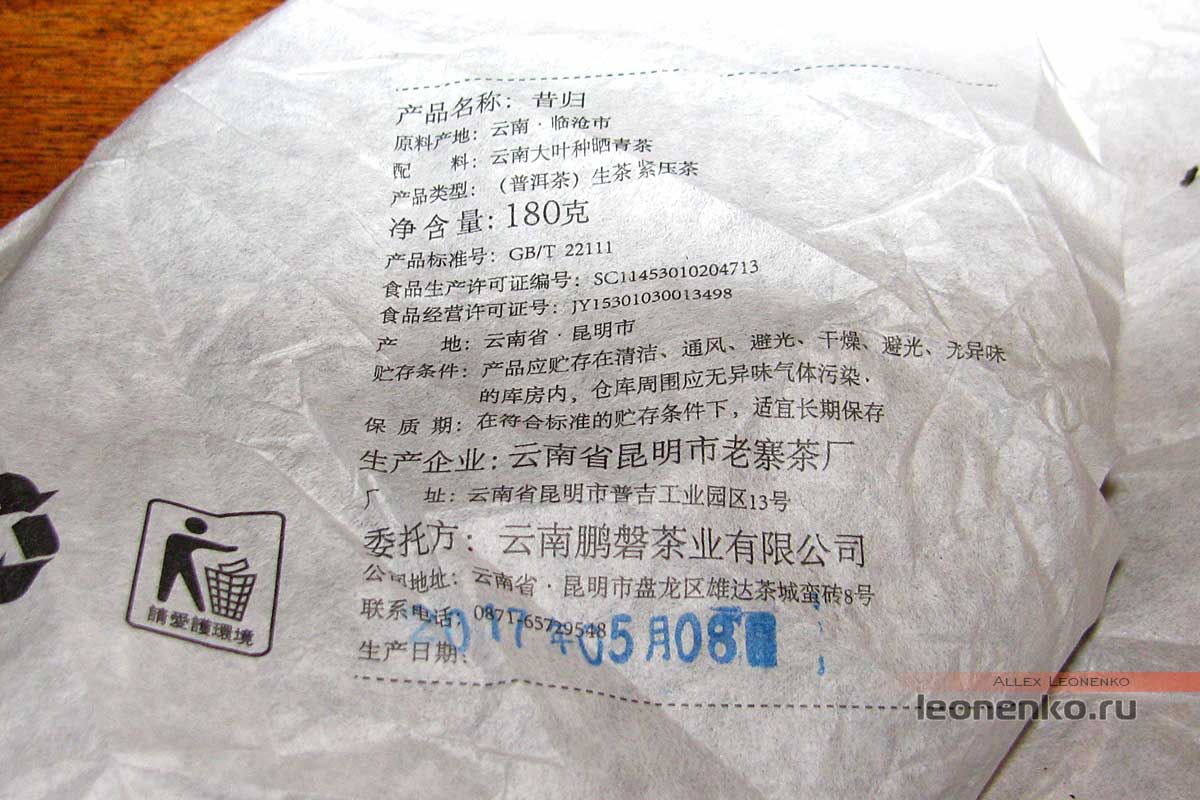 产品名称：昔归
原料产地：云南·临沧市
配 料：云南大叶种晒青茶
产品类型：（普洱茶）生茶 紧压茶
净含量：180克
产品标准号：GB/T 22111
食品生产许可证编号：SC11453010204713
食品经营许可证号：JY15301030013498
产 地：云南省·昆明市
贮存条件：产品应贮存在清洁、通风、避光、干燥、避光、无异味
的库房内，仓库周围应无异味气体污染．
保质期：在符合标准的贮存条件下，适宜长期保存
生产企业：云南省昆明市老寨茶厂
厂 址：云南省昆明市普吉工业园区13号
委托方：云南鹏磐茶业有限公司
公司地址：云南省·昆明市盘龙区雄达茶城蛮砖8号
联系电话：0871-65729548
生产日期：2017年05月08日
請愛護環境
ALLEX LEONENKO
leonenko.ru